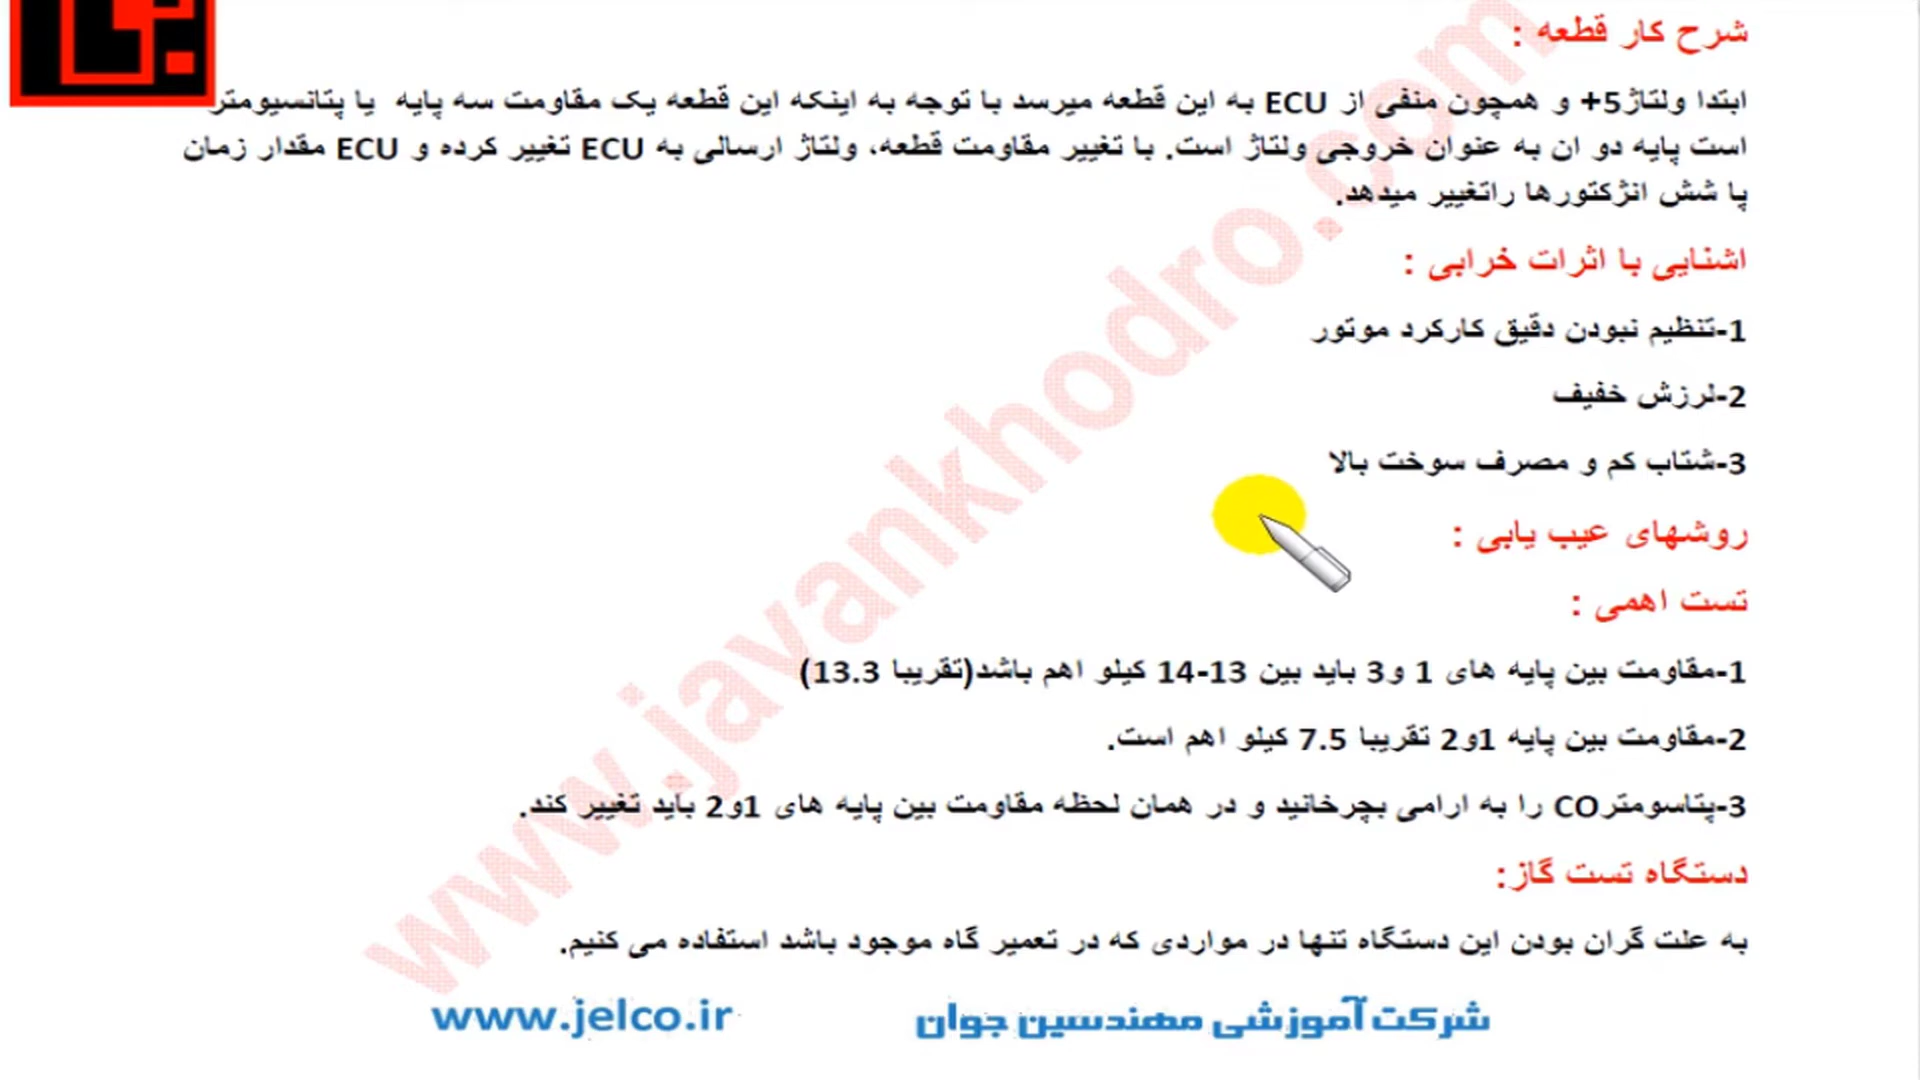 شرح کار قطعه :
ابتدا ولتاژ5+ و همچون منفی از ECU به این قطعه میرسد با توجه به اینکه این قطعه یک مقاومت سه پایه یا پتانسیومتر
است پایه دو ان به عنوان خروجی ولتاژ است. با تغییر مقاومت قطعه، ولتاژ ارسالی به ECU تغییر کرده و ECU مقدار زمان
پا شش انژکتورها راتغییر میدهد.
اشنایی با اثرات خرابی :
1-تنظیم نبودن دقیق کارکرد موتور
2-لرزش خفیف
3-شتاب کم و مصرف سوخت بالا
روشهای عیب یابی :
تست اهمی :
1-مقاومت بین پایه های 1 و3 باید بین 13-14 کیلو اهم باشد(تقریبا 13.3)
2-مقاومت بین پایه 1و2 تقریبا 7.5 کیلو اهم است.
3-پتاسومترCO را به ارامی بچرخانید و در همان لحظه مقاومت بین پایه های 1و2 باید تغییر کند.
دستگاه تست گاز:
به علت گران بودن این دستگاه تنها در مواردی که در تعمیر گاه موجود باشد استفاده می کنیم.
شرکت آموزشی مهندسین جوان
www.jelco.ir
www.javankhodro.com